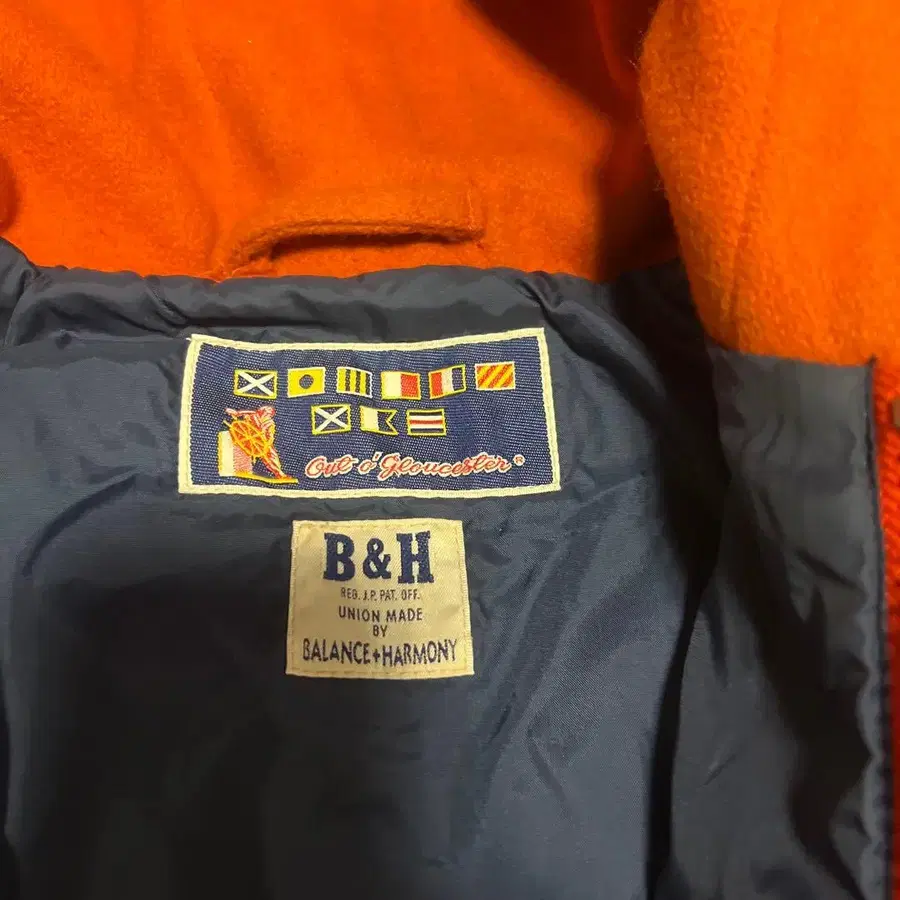 Out o' Gloucester®
B & H
REG. J.P. PAT. OFF.
UNION MADE
BY
BALANCE+HARMONY